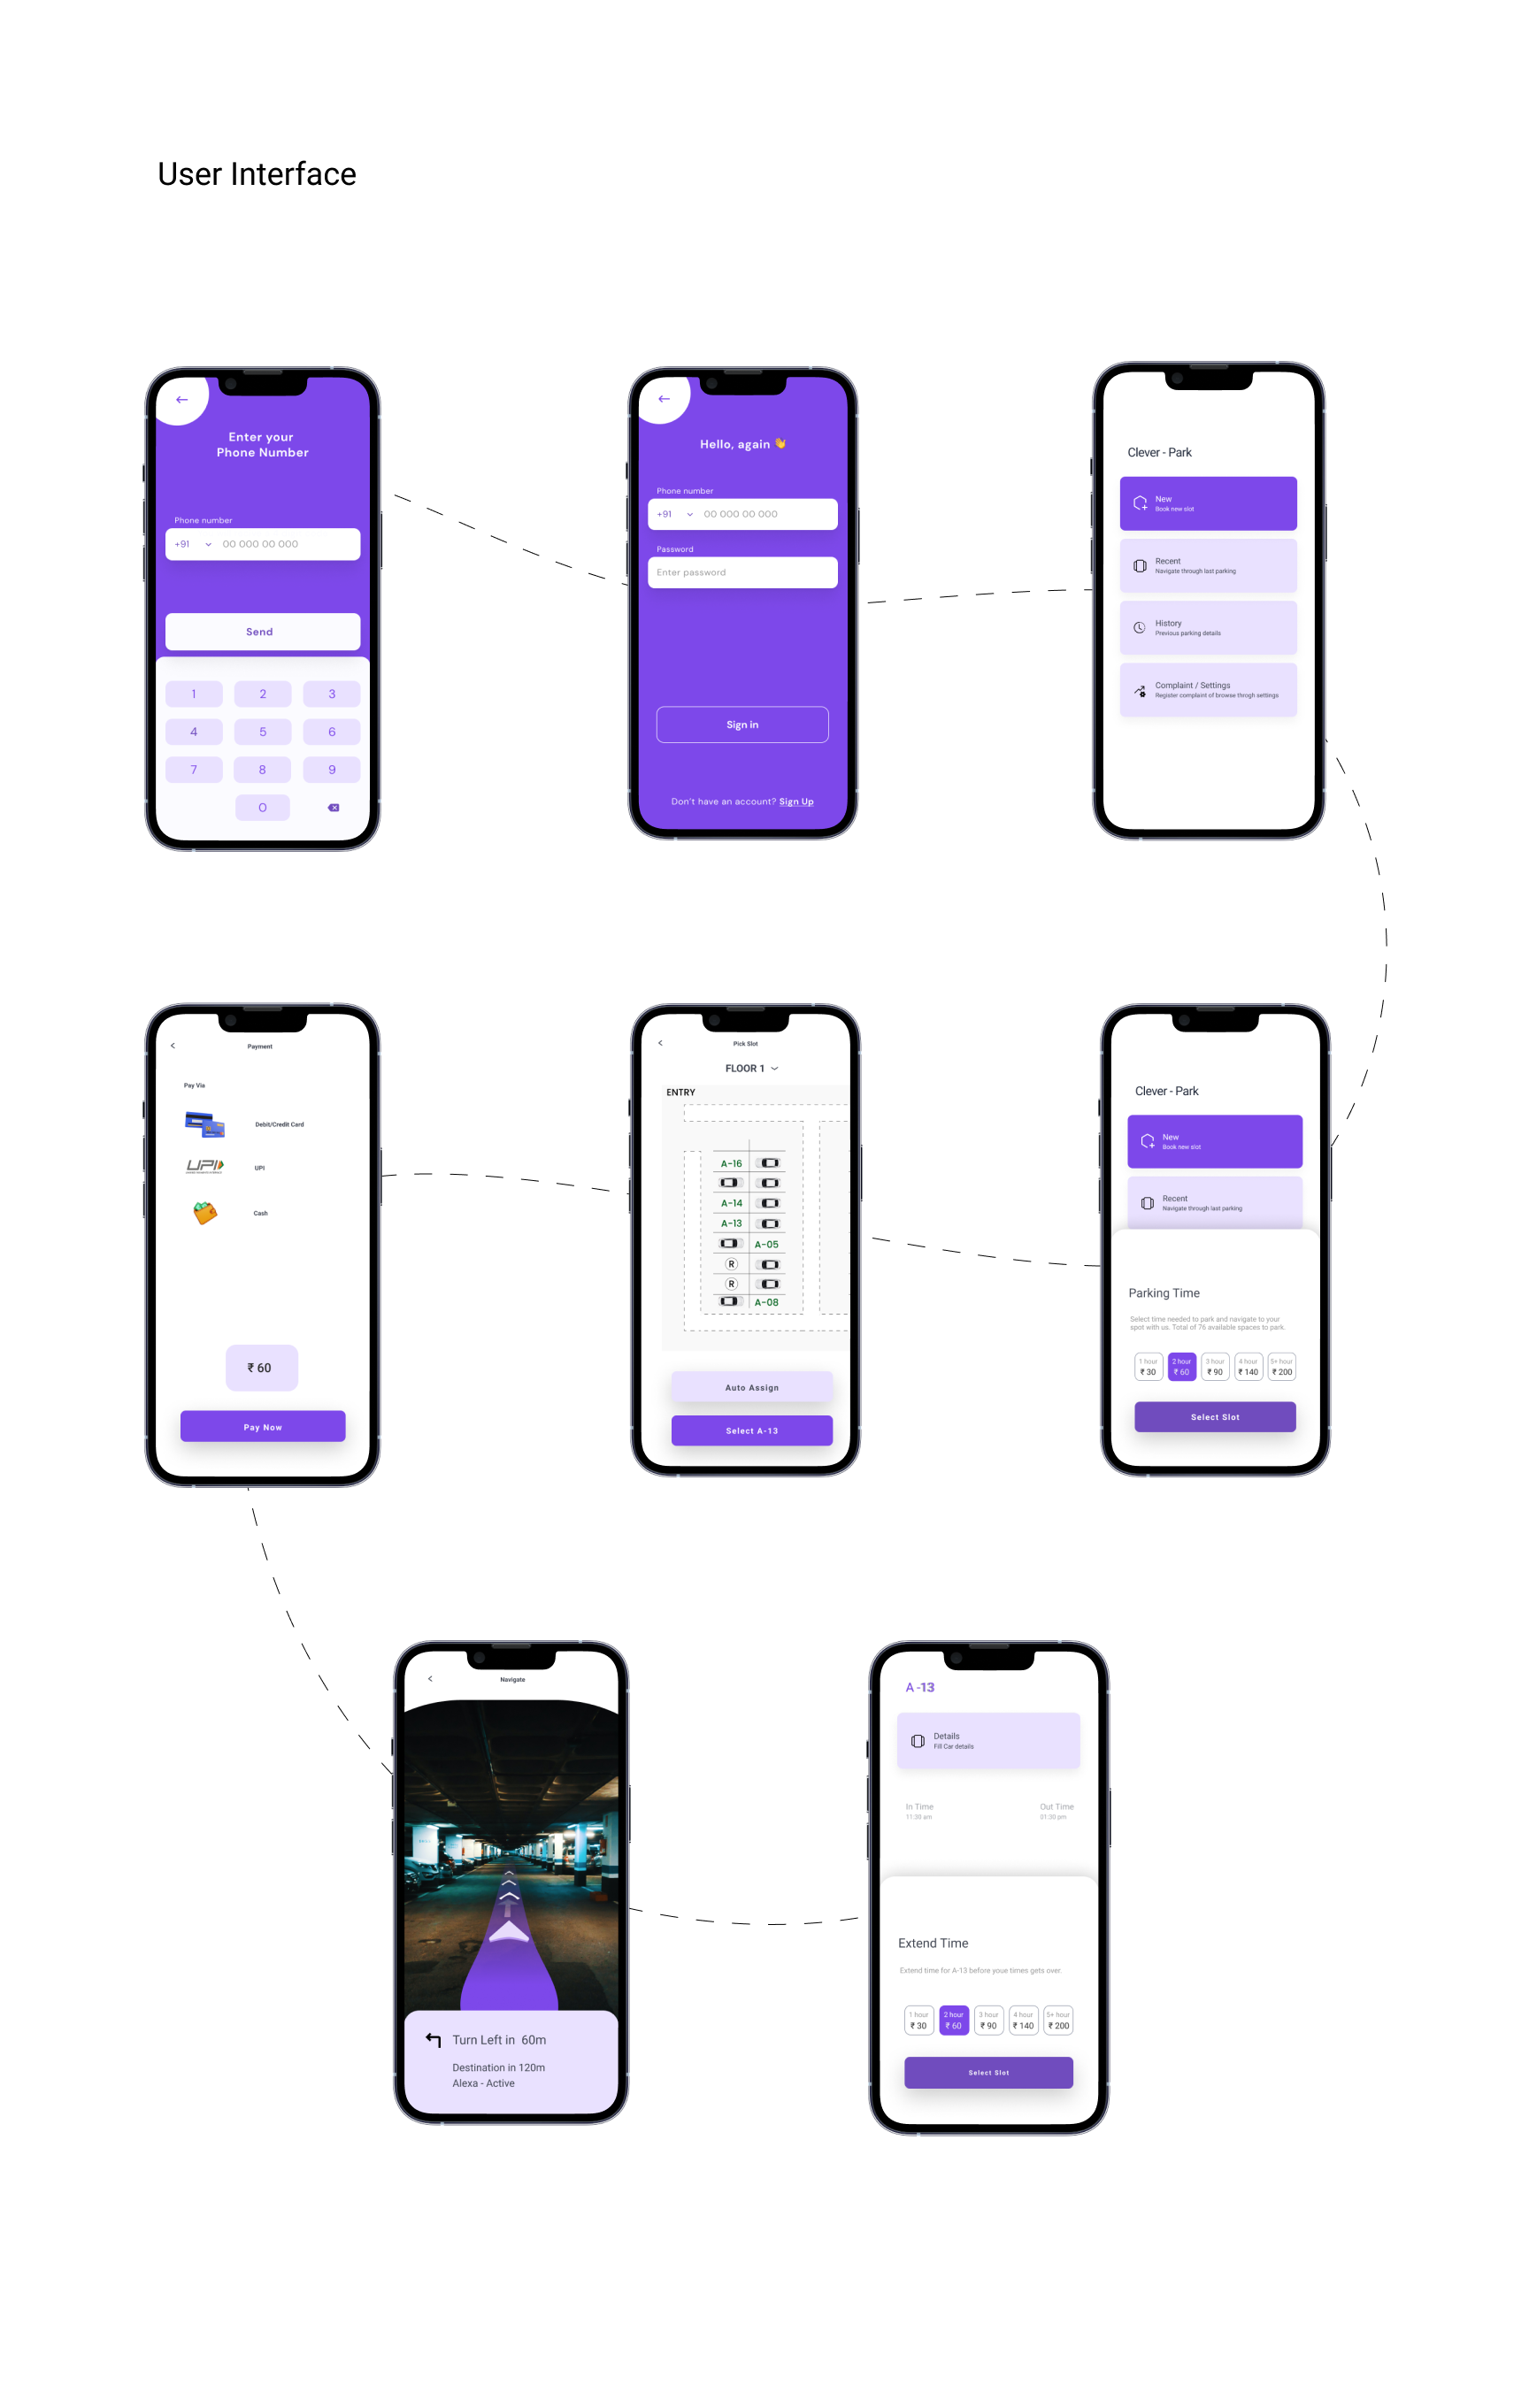 User Interface
Enter your
Phone Number
Phone number
+91 00 000 00 000
Send
1 2 3
4 5 6
7 8 9
0
Hello, again 👋
Phone number
+91 00 000 00 000
Password
Enter password
Sign in
Don't have an account? Sign Up
Clever - Park
New
Book new slot
Recent
Navigate through last parking
History
Previous parking details
Complaint / Settings
Register complaint of browse throgh settings
Payment
Pay Via
Debit/Credit Card
UPI UPI
Cash
₹ 60
Pay Now
Pick Slot
FLOOR 1
ENTRY
A-16
A-14
A-13
A-05
R
R
A-08
Auto Assign
Select A-13
Clever - Park
New
Book new slot
Recent
Navigate through last parking
Parking Time
Select time needed to park and navigate to your
spot with us. Total of 76 available spaces to park.
1 hour 2 hour 3 hour 4 hour 5+ hour
₹ 30 ₹ 60 ₹ 90 ₹ 140 ₹ 200
Select Slot
Navigate
Turn Left in 60m
Destination in 120m
Alexa - Active
A -13
Details
Fill Car details
In Time Out Time
11:30 am 01:30 pm
Extend Time
Extend time for A-13 before youe times gets over.
1 hour 2 hour 3 hour 4 hour 5+ hour
₹ 30 ₹ 60 ₹ 90 ₹ 140 ₹ 200
Select Slot